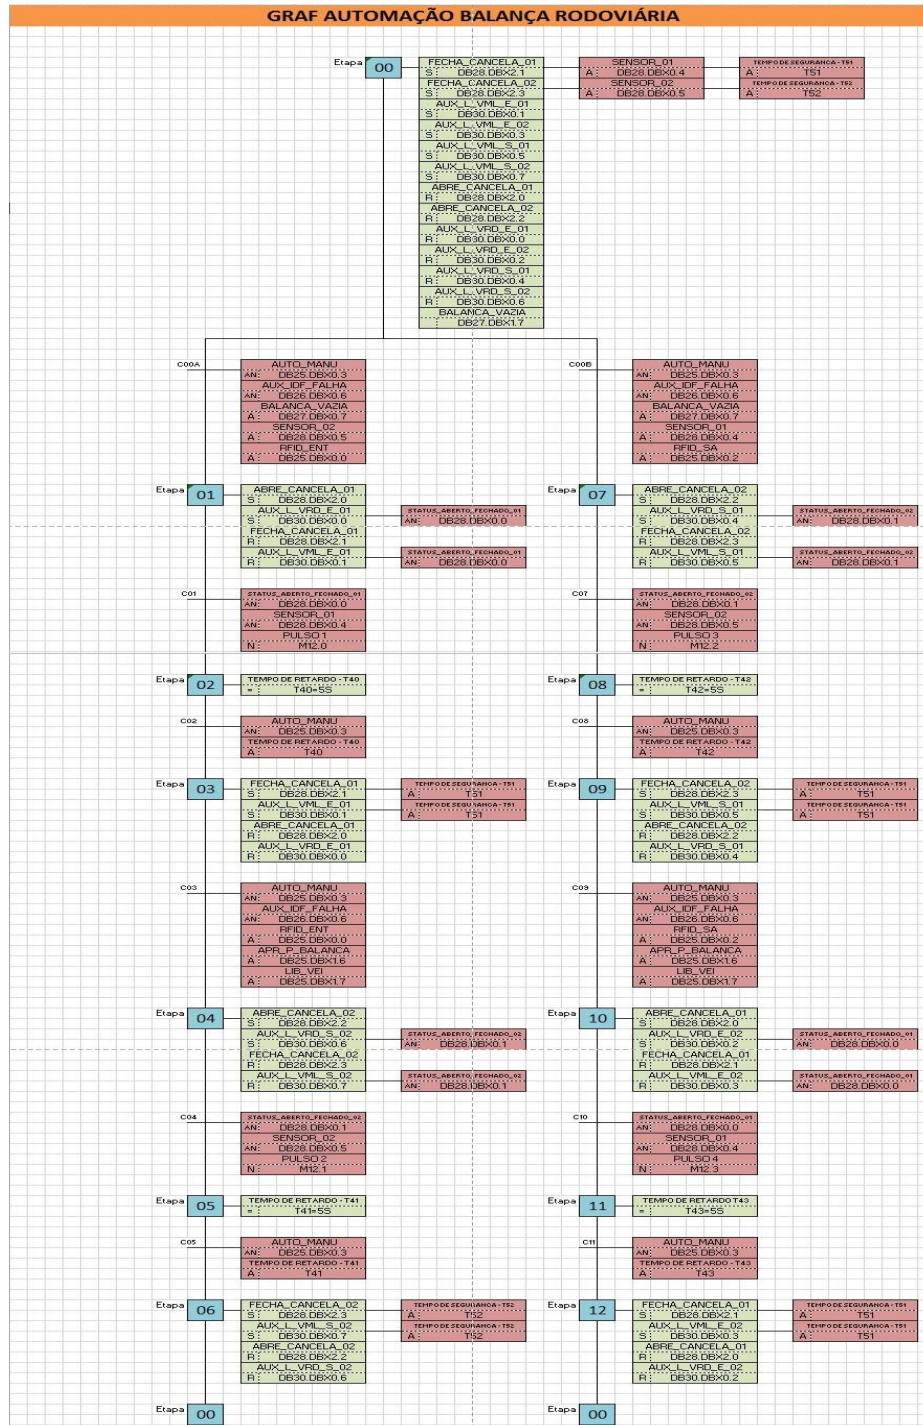 GRAF AUTOMAÇÃO BALANÇA RODOVIÁRIA
Etapa 00
FECHA_CANCELA_01
S : DB28.DBX2.1
FECHA_CANCELA_02
S : DB28.DBX2.3
AUX_L_VML_E_01
S : DB30.DBX0.1
AUX_L_VML_E_02
S : DB30.DBX0.3
AUX_L_VML_S_01
S : DB30.DBX0.5
AUX_L_VML_S_02
S : DB30.DBX0.7
ABRE_CANCELA_01
R : DB28.DBX2.0
ABRE_CANCELA_02
R : DB28.DBX2.2
AUX_L_VRD_E_01
R : DB30.DBX0.0
AUX_L_VRD_E_02
R : DB30.DBX0.2
AUX_L_VRD_S_01
R : DB30.DBX0.4
AUX_L_VRD_S_02
R : DB30.DBX0.6
BALANCA_VAZIA
DB27.DBX1.7
SENSOR_01
A : DB28.DBX0.4
SENSOR_02
A : DB28.DBX0.5
TEMPO DE SEGURANCA - T51
A : T51
TEMPO DE SEGURANCA - T52
A : T52
C00A
AUTO_MANU
AN: DB25.DBX0.3
AUX_IDF_FALHA
AN: DB26.DBX0.6
BALANCA_VAZIA
A : DB27.DBX0.7
SENSOR_02
A : DB28.DBX0.5
RFID_ENT
A : DB25.DBX0.0
Etapa 01
ABRE_CANCELA_01
S : DB28.DBX2.0
AUX_L_VRD_E_01
S : DB30.DBX0.0
FECHA_CANCELA_01
R : DB28.DBX2.1
AUX_L_VML_E_01
R : DB30.DBX0.1
STATUS_ABERTO_FECHADO_01
AN: DB28.DBX0.0
STATUS_ABERTO_FECHADO_01
AN: DB28.DBX0.0
C01
STATUS_ABERTO_FECHADO_01
AN: DB28.DBX0.0
SENSOR_01
AN: DB28.DBX0.4
PULSO 1
N : M12.0
Etapa 02
TEMPO DE RETARDO - T40
= : T40=5S
C02
AUTO_MANU
AN: DB25.DBX0.3
TEMPO DE RETARDO - T40
A : T40
Etapa 03
FECHA_CANCELA_01
S : DB28.DBX2.1
AUX_L_VML_E_01
S : DB30.DBX0.1
ABRE_CANCELA_01
R : DB28.DBX2.0
AUX_L_VRD_E_01
R : DB30.DBX0.0
TEMPO DE SEGURANCA - T51
A : T51
TEMPO DE SEGURANCA - T51
A : T51
C03
AUTO_MANU
AN: DB25.DBX0.3
AUX_IDF_FALHA
AN: DB26.DBX0.6
RFID_ENT
A : DB25.DBX0.0
APR_P_BALANCA
A : DB25.DBX1.6
LIB_VEI
A : DB25.DBX1.7
Etapa 04
ABRE_CANCELA_02
S : DB28.DBX2.2
AUX_L_VRD_S_02
S : DB30.DBX0.6
FECHA_CANCELA_02
R : DB28.DBX2.3
AUX_L_VML_S_02
R : DB30.DBX0.7
STATUS_ABERTO_FECHADO_02
AN: DB28.DBX0.1
STATUS_ABERTO_FECHADO_02
AN: DB28.DBX0.1
C04
STATUS_ABERTO_FECHADO_02
AN: DB28.DBX0.1
SENSOR_02
AN: DB28.DBX0.5
PULSO 2
N : M12.1
Etapa 05
TEMPO DE RETARDO - T41
= : T41=5S
C05
AUTO_MANU
AN: DB25.DBX0.3
TEMPO DE RETARDO - T41
A : T41
Etapa 06
FECHA_CANCELA_02
S : DB28.DBX2.3
AUX_L_VML_S_02
S : DB30.DBX0.7
ABRE_CANCELA_02
R : DB28.DBX2.2
AUX_L_VRD_S_02
R : DB30.DBX0.6
TEMPO DE SEGURANCA - T52
A : T52
TEMPO DE SEGURANCA - T52
A : T52
Etapa 00
C00B
AUTO_MANU
AN: DB25.DBX0.3
AUX_IDF_FALHA
AN: DB26.DBX0.6
BALANCA_VAZIA
A : DB27.DBX0.7
SENSOR_01
A : DB28.DBX0.4
RFID_SA
A : DB25.DBX0.2
Etapa 07
ABRE_CANCELA_02
S : DB28.DBX2.2
AUX_L_VRD_S_01
S : DB30.DBX0.4
FECHA_CANCELA_02
R : DB28.DBX2.3
AUX_L_VML_S_01
R : DB30.DBX0.5
STATUS_ABERTO_FECHADO_02
AN: DB28.DBX0.1
STATUS_ABERTO_FECHADO_02
AN: DB28.DBX0.1
C07
STATUS_ABERTO_FECHADO_02
AN: DB28.DBX0.1
SENSOR_02
AN: DB28.DBX0.5
PULSO 3
N : M12.2
Etapa 08
TEMPO DE RETARDO - T42
= : T42=5S
C08
AUTO_MANU
AN: DB25.DBX0.3
TEMPO DE RETARDO - T42
A : T42
Etapa 09
FECHA_CANCELA_02
S : DB28.DBX2.3
AUX_L_VML_S_01
S : DB30.DBX0.5
ABRE_CANCELA_02
R : DB28.DBX2.2
AUX_L_VRD_S_01
R : DB30.DBX0.4
TEMPO DE SEGURANCA - T51
A : T51
TEMPO DE SEGURANCA - T51
A : T51
C09
AUTO_MANU
AN: DB25.DBX0.3
AUX_IDF_FALHA
AN: DB26.DBX0.6
RFID_SA
A : DB25.DBX0.2
APR_P_BALANCA
A : DB25.DBX1.6
LIB_VEI
A : DB25.DBX1.7
Etapa 10
ABRE_CANCELA_01
S : DB28.DBX2.0
AUX_L_VRD_E_02
S : DB30.DBX0.2
FECHA_CANCELA_01
R : DB28.DBX2.1
AUX_L_VML_E_02
R : DB30.DBX0.3
STATUS_ABERTO_FECHADO_01
AN: DB28.DBX0.0
STATUS_ABERTO_FECHADO_01
AN: DB28.DBX0.0
C10
STATUS_ABERTO_FECHADO_01
AN: DB28.DBX0.0
SENSOR_01
AN: DB28.DBX0.4
PULSO 4
N : M12.3
Etapa 11
TEMPO DE RETARDO T43
= : T43=5S
C11
AUTO_MANU
AN: DB25.DBX0.3
TEMPO DE RETARDO - T43
A : T43
Etapa 12
FECHA_CANCELA_01
S : DB28.DBX2.1
AUX_L_VML_E_02
S : DB30.DBX0.3
ABRE_CANCELA_01
R : DB28.DBX2.0
AUX_L_VRD_E_02
R : DB30.DBX0.2
TEMPO DE SEGURANCA - T51
A : T51
TEMPO DE SEGURANCA - T51
A : T51
Etapa 00